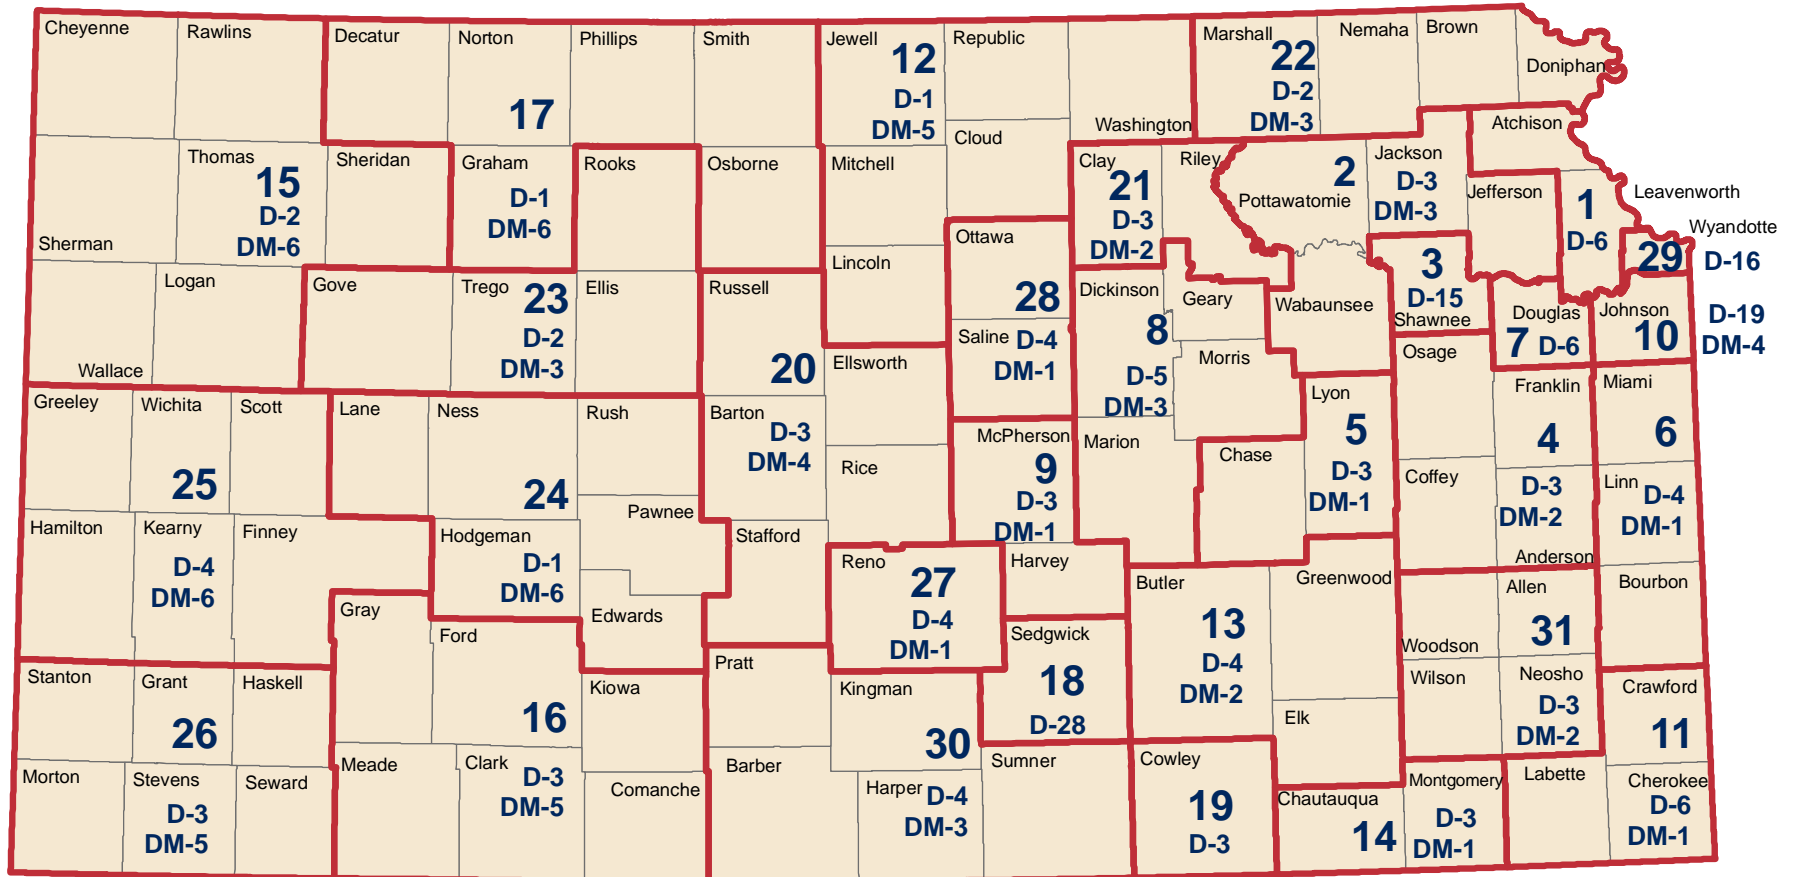 Cheyenne
Rawlins
Decatur
Norton
Phillips
Smith
Jewell
Republic
Washington
Marshall
Nemaha
Brown
Doniphan
12
D-1
DM-5
22
D-2
DM-3
17
Sherman
Thomas
15
D-2
DM-6
Sheridan
Graham
D-1
DM-6
Rooks
Osborne
Mitchell
Cloud
Clay
21
D-3
DM-2
Riley
Pottawatomie
2
Jackson
D-3
DM-3
Atchison
Jefferson
1
D-6
Leavenworth
Wyandotte
29
D-16
Wallace
Logan
Gove
Trego
23
D-2
DM-3
Ellis
Russell
20
Lincoln
Ellsworth
Ottawa
28
Saline
D-4
DM-1
Dickinson
8
D-5
DM-3
Geary
Morris
Wabaunsee
3
D-15
Shawnee
Douglas
7
D-6
Johnson
10
D-19
DM-4
Greeley
Wichita
Scott
25
Lane
Ness
24
Rush
Pawnee
Barton
D-3
DM-4
Rice
McPherson
9
D-3
DM-1
Marion
Chase
Lyon
5
D-3
DM-1
Osage
Franklin
4
D-3
DM-2
Coffey
Anderson
Miami
6
Linn
D-4
DM-1
Hamilton
Kearny
D-4
DM-6
Finney
Hodgeman
D-1
DM-6
Edwards
Stafford
Reno
27
D-4
DM-1
Harvey
Butler
13
D-4
DM-2
Greenwood
Woodson
Allen
31
Bourbon
Gray
Ford
16
Kiowa
Pratt
Kingman
30
Sedgwick
18
D-28
Elk
Wilson
Neosho
D-3
DM-2
Crawford
11
Stanton
Grant
Haskell
26
Morton
Stevens
D-3
DM-5
Seward
Meade
Clark
D-3
DM-5
Comanche
Barber
Harper
D-4
DM-3
Sumner
Cowley
19
D-3
Chautauqua
14
Montgomery
D-3
DM-1
Labette
Cherokee
D-6
DM-1